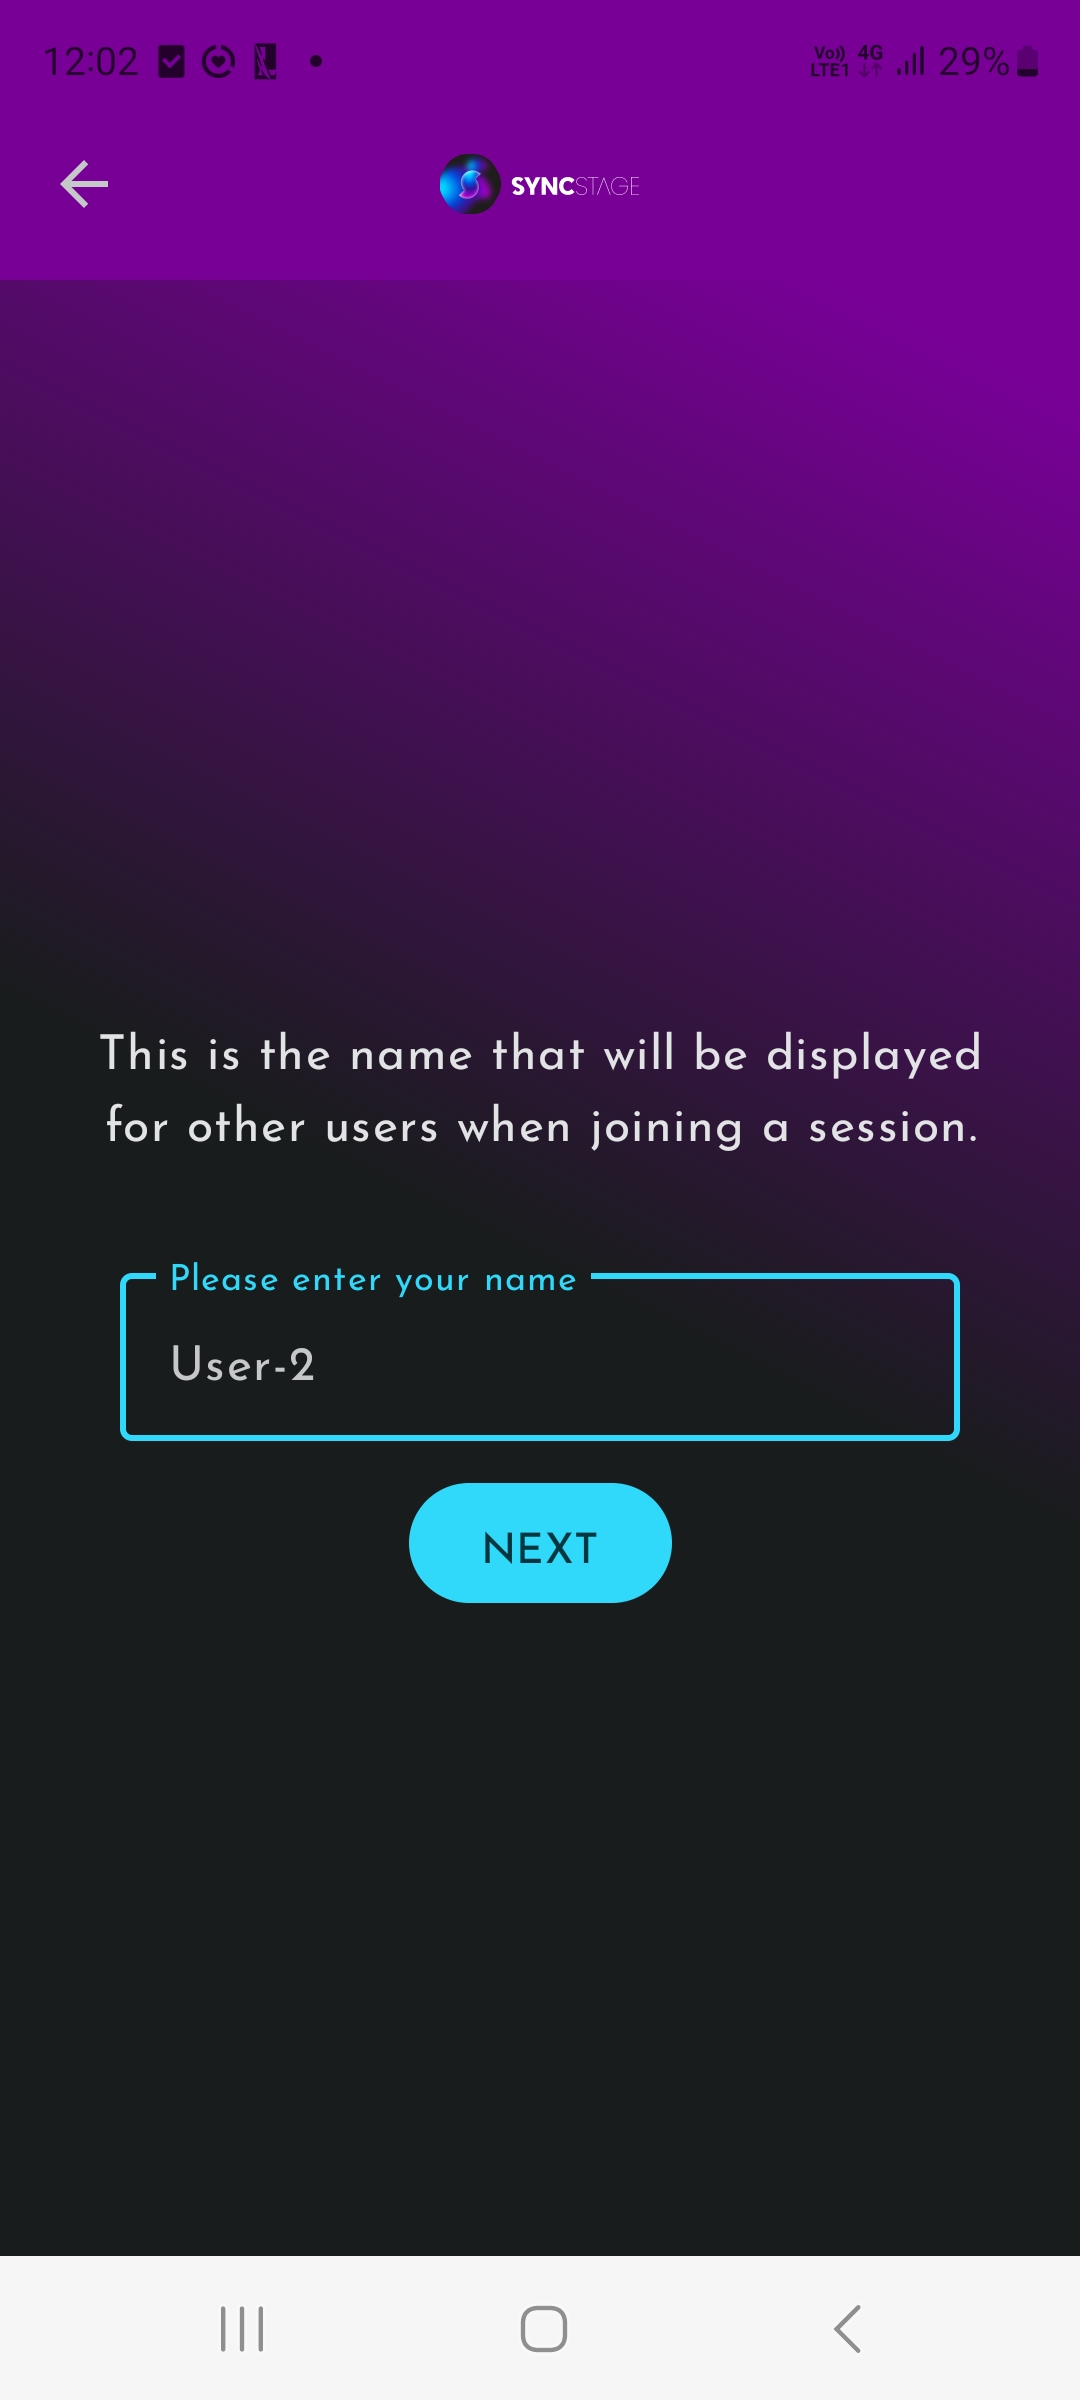 12:02
Vo)) 4G 29%
LTE1
SYNCSTAGE
This is the name that will be displayed
for other users when joining a session.
Please enter your name
User-2
NEXT